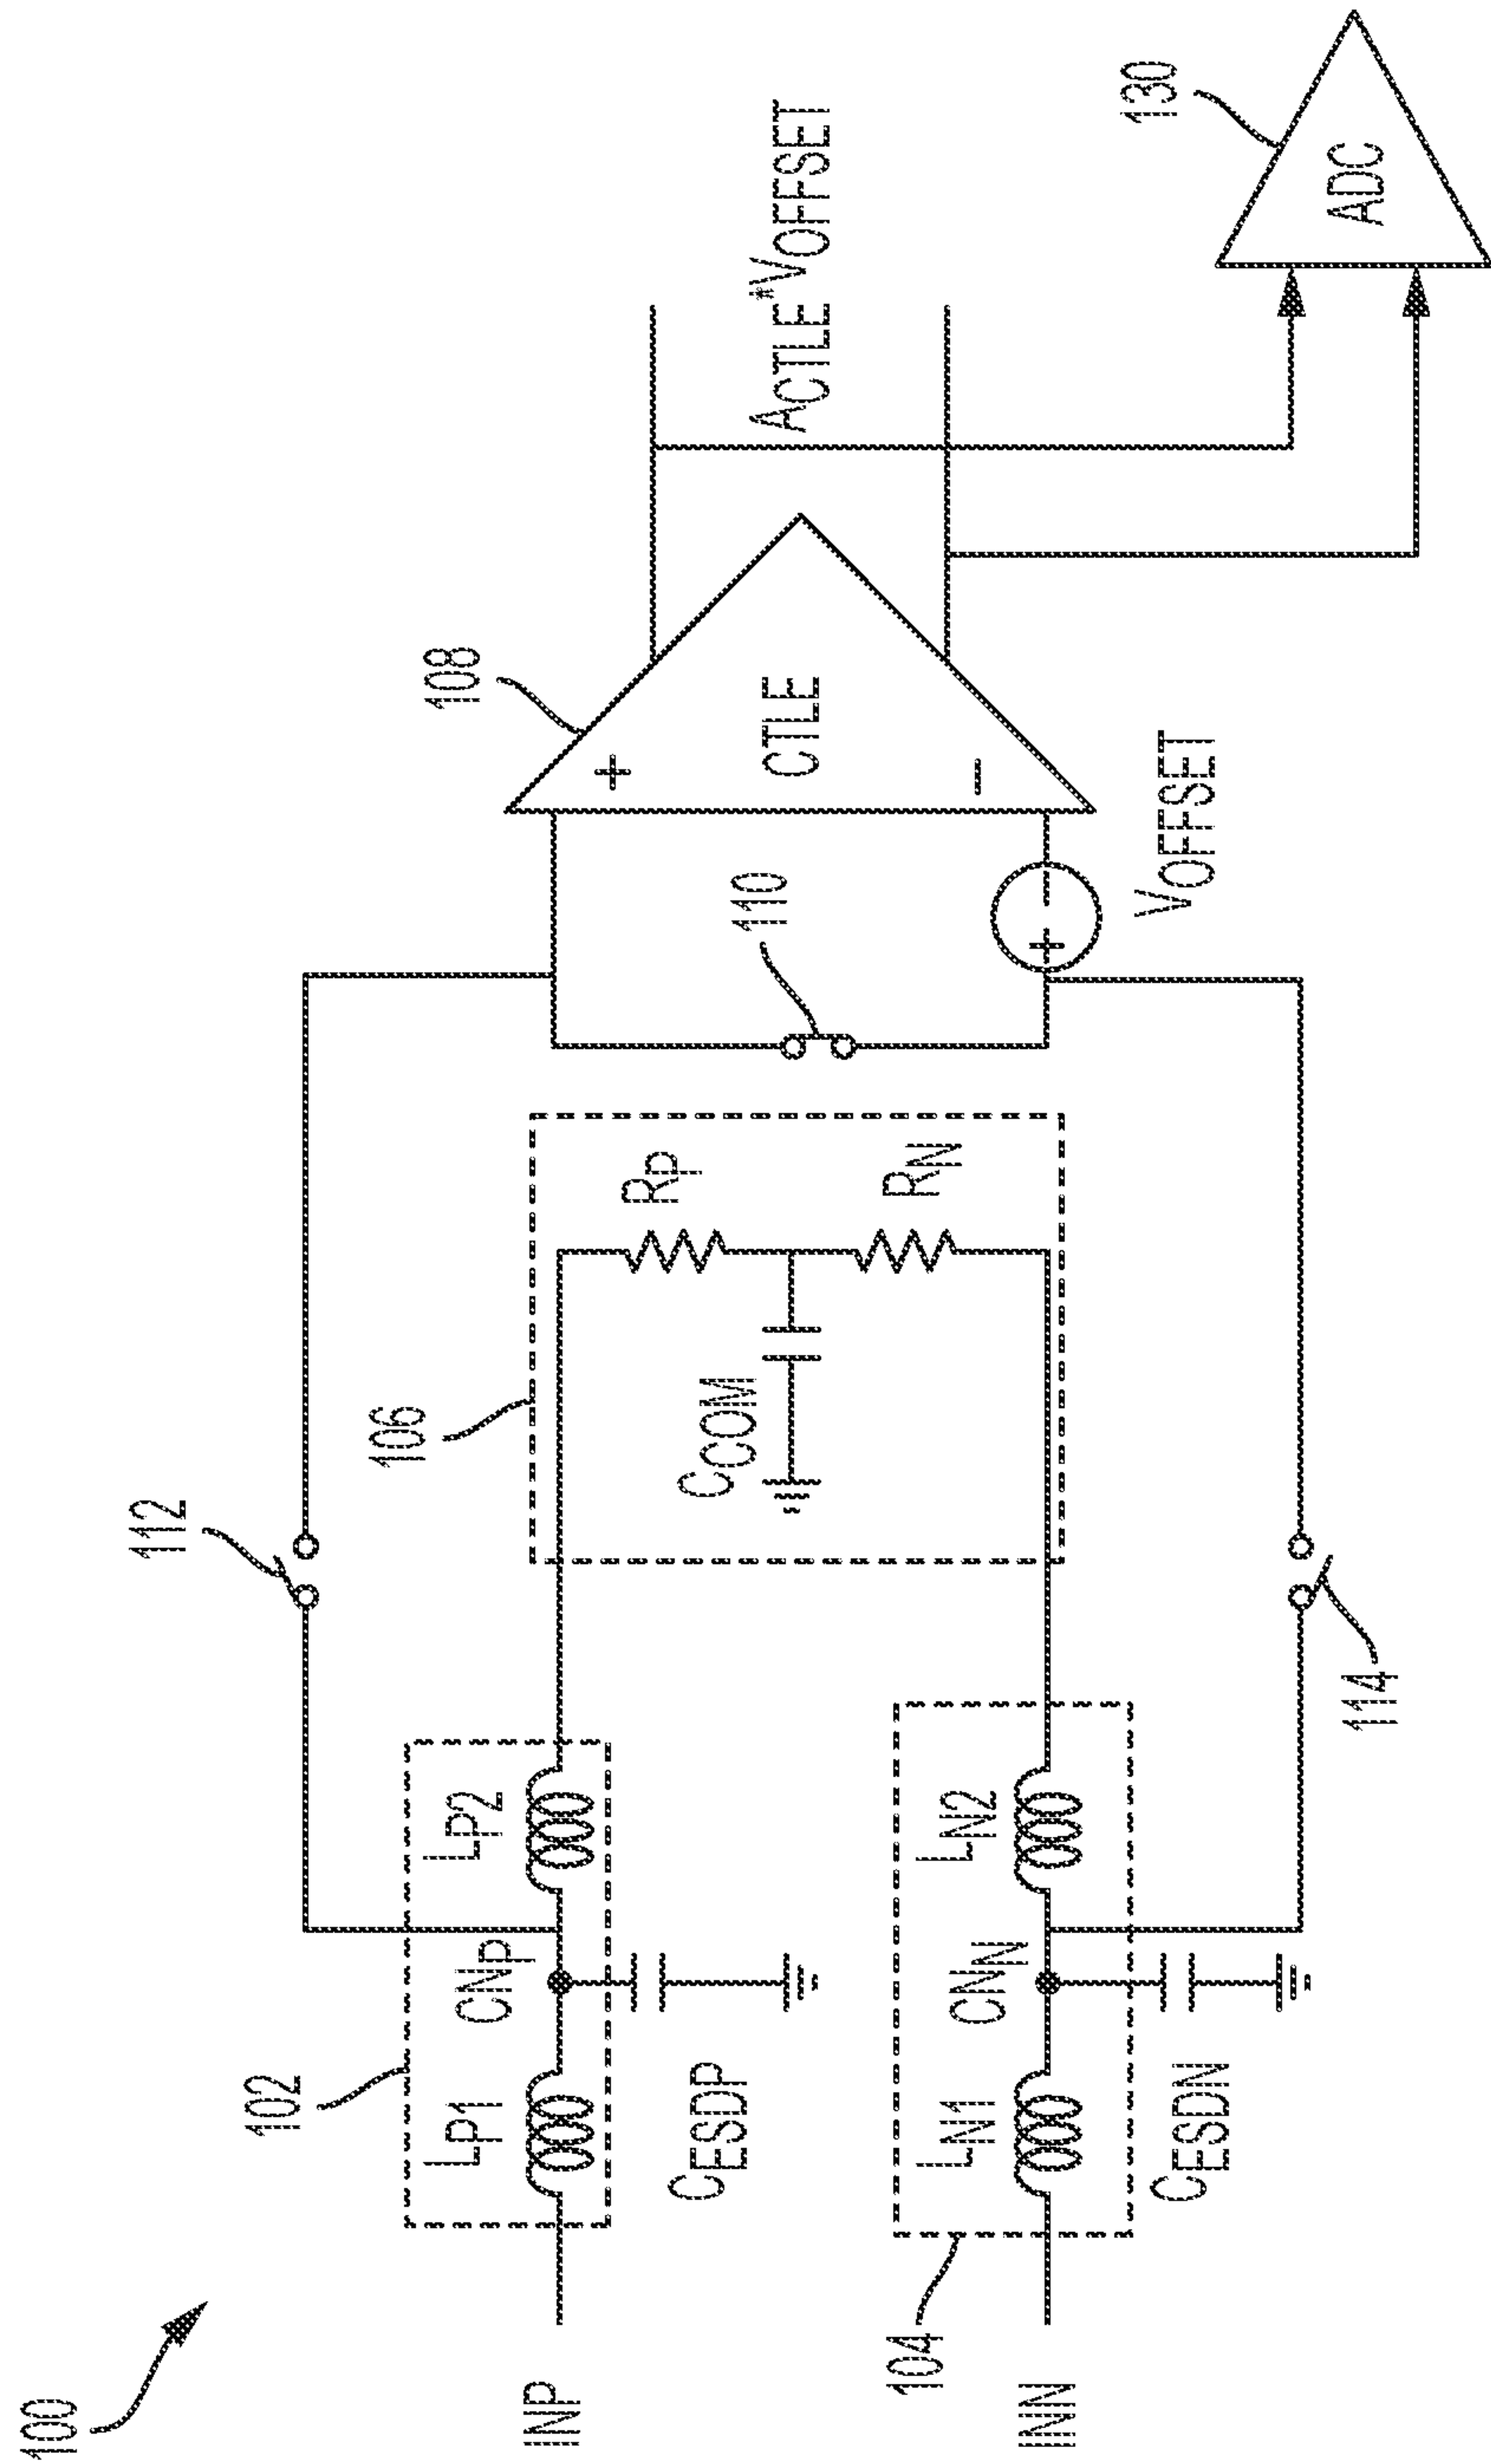 100
INP
INN
102
LP1
CNP
LP2
CESDP
104
LN1
CNN
LN2
CESDN
112
114
106
CCOM
RP
RN
110
VOFFSET
108
+
CTLE
−
+
−
ACTLE*VOFFSET
130
ADC